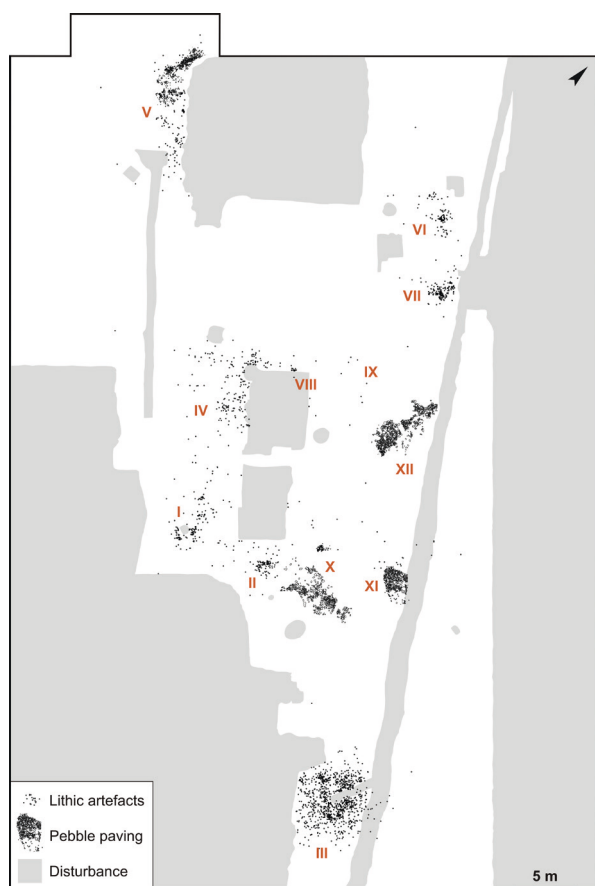 V
VI
VII
IX
VIII
IV
XII
I
X
II
XI
III
Lithic artefacts
Pebble paving
Disturbance
5 m